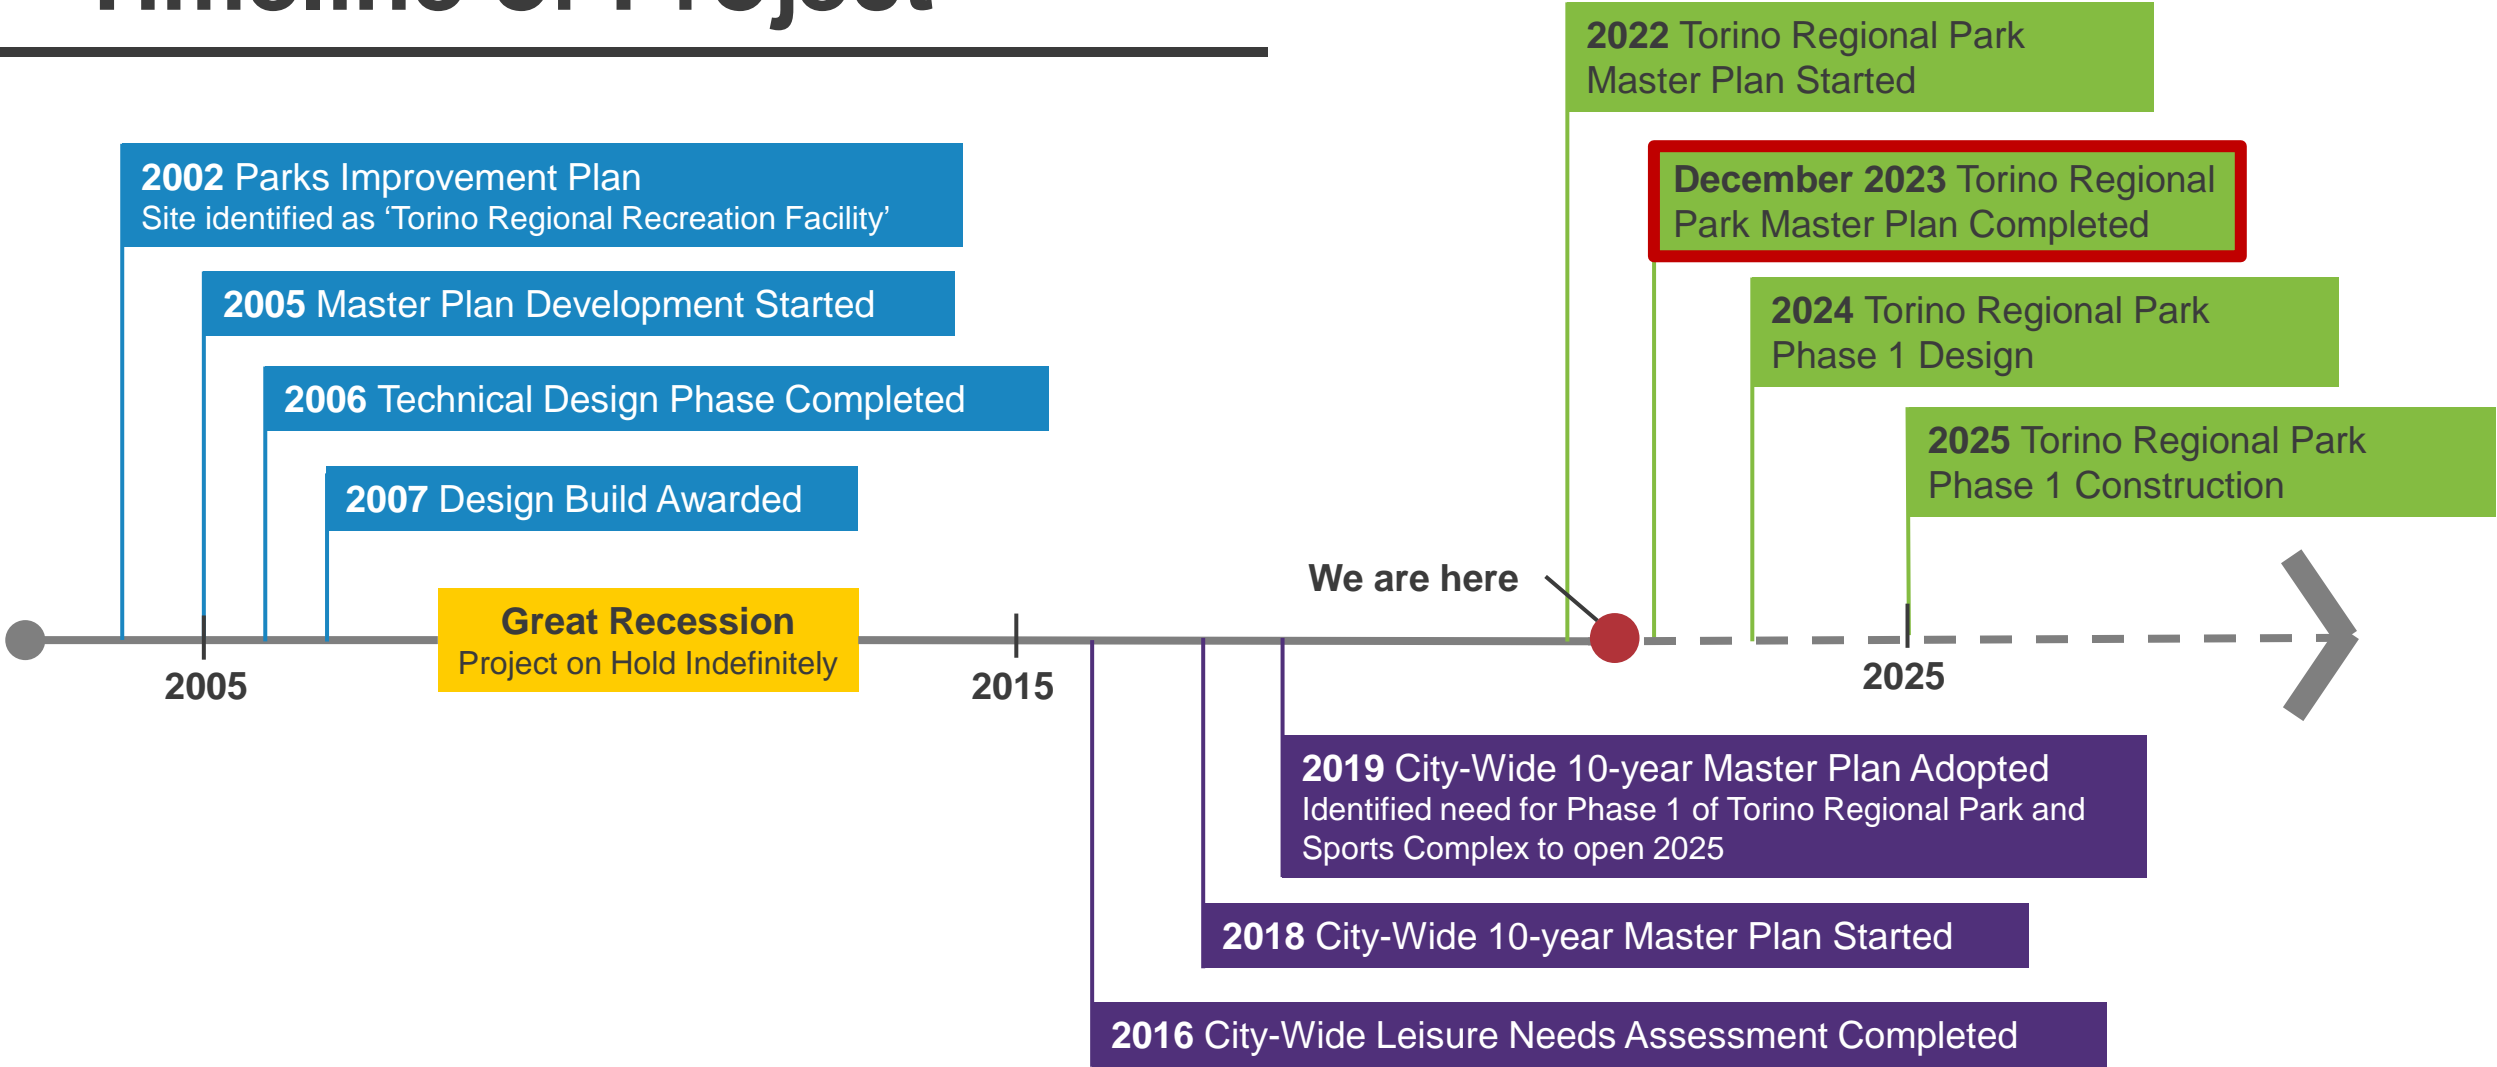 Timeline of Project
2022 Torino Regional Park
Master Plan Started
2002 Parks Improvement Plan
Site identified as ‘Torino Regional Recreation Facility’
December 2023 Torino Regional
Park Master Plan Completed
2005 Master Plan Development Started
2024 Torino Regional Park
Phase 1 Design
2006 Technical Design Phase Completed
2025 Torino Regional Park
Phase 1 Construction
2007 Design Build Awarded
We are here
Great Recession
Project on Hold Indefinitely
2005
2015
2025
2019 City-Wide 10-year Master Plan Adopted
Identified need for Phase 1 of Torino Regional Park and
Sports Complex to open 2025
2018 City-Wide 10-year Master Plan Started
2016 City-Wide Leisure Needs Assessment Completed